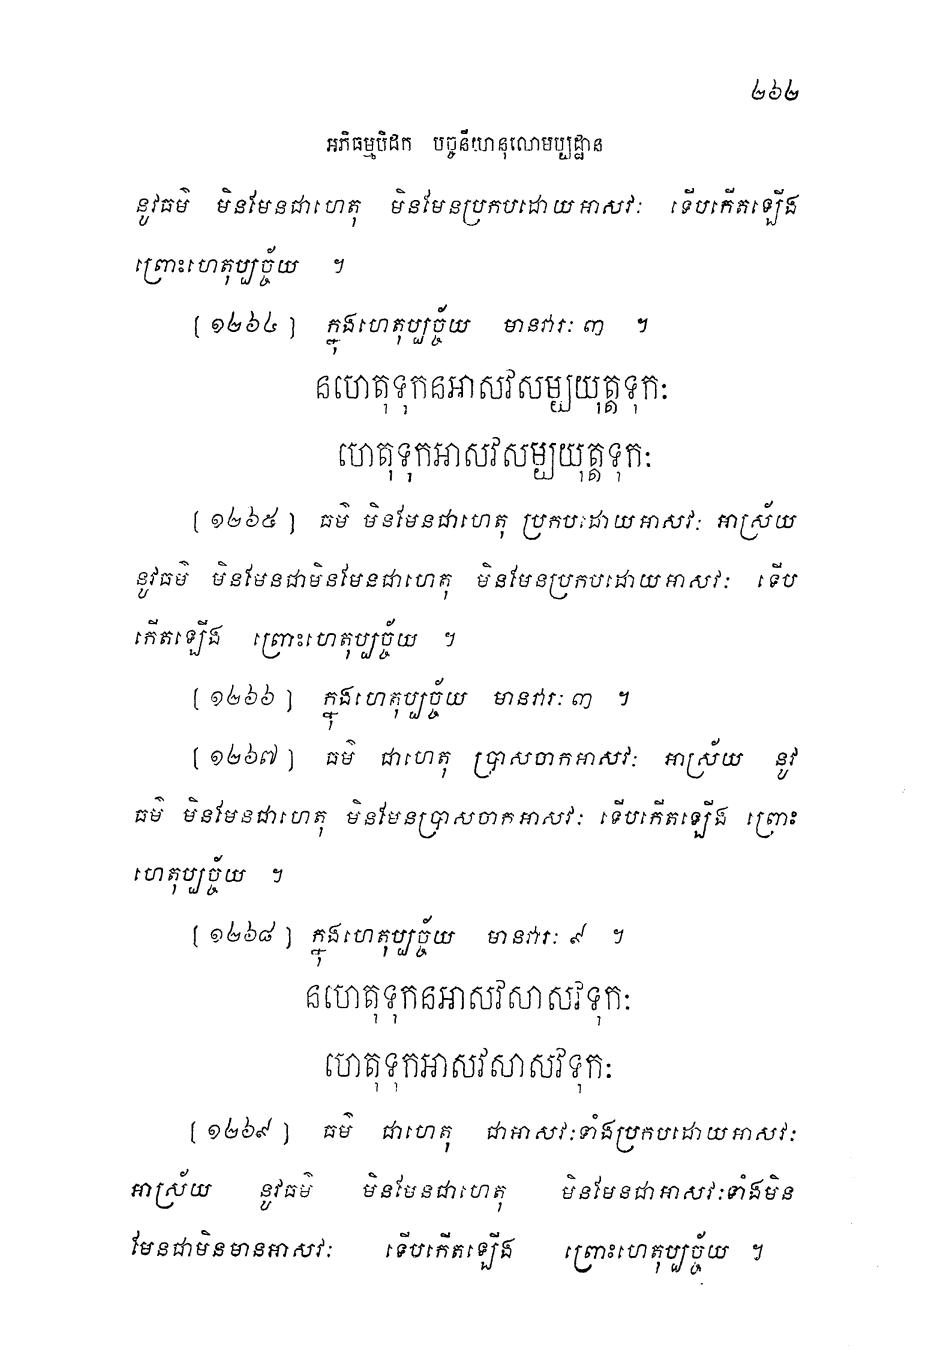 ២៦២
អភិធម្មបិដក បច្ចនីយានុលោមប្បដ្ឋាន
នូវធម៌ មិនមែនជាហេតុ មិនមែនប្រកបដោយអាសវៈ ទើបកើតឡើង
ព្រោះហេតុប្បច្ច័យ ។
[ ១២៦៤ ] ក្នុងហេតុប្បច្ច័យ មានវារៈ ៣ ។
នហេតុទុកនអាសវសម្បយុត្តទុកៈ
ហេតុទុកអាសវសម្បយុត្តទុកៈ
[ ១២៦៥ ] ធម៌ មិនមែនជាហេតុ ប្រកបដោយអាសវៈ អាស្រ័យ
នូវធម៌ មិនមែនជាមិនមែនជាហេតុ មិនមែនប្រកបដោយអាសវៈ ទើប
កើតឡើង ព្រោះហេតុប្បច្ច័យ ។
[ ១២៦៦ ] ក្នុងហេតុប្បច្ច័យ មានវារៈ ៣ ។
[ ១២៦៧ ] ធម៌ ជាហេតុ ប្រាសចាកអាសវៈ អាស្រ័យ នូវ
ធម៌ មិនមែនជាហេតុ មិនមែនប្រាសចាកអាសវៈ ទើបកើតឡើង ព្រោះ
ហេតុប្បច្ច័យ ។
[ ១២៦៨ ] ក្នុងហេតុប្បច្ច័យ មានវារៈ ៩ ។
នហេតុទុកនអាសវសាសវទុកៈ
ហេតុទុកអាសវសាសវទុកៈ
[ ១២៦៩ ] ធម៌ ជាហេតុ ជាអាសវៈទាំងប្រកបដោយអាសវៈ
អាស្រ័យ នូវធម៌ មិនមែនជាហេតុ មិនមែនជាអាសវៈទាំងមិន
មែនជាមិនមានអាសវៈ ទើបកើតឡើង ព្រោះហេតុប្បច្ច័យ ។